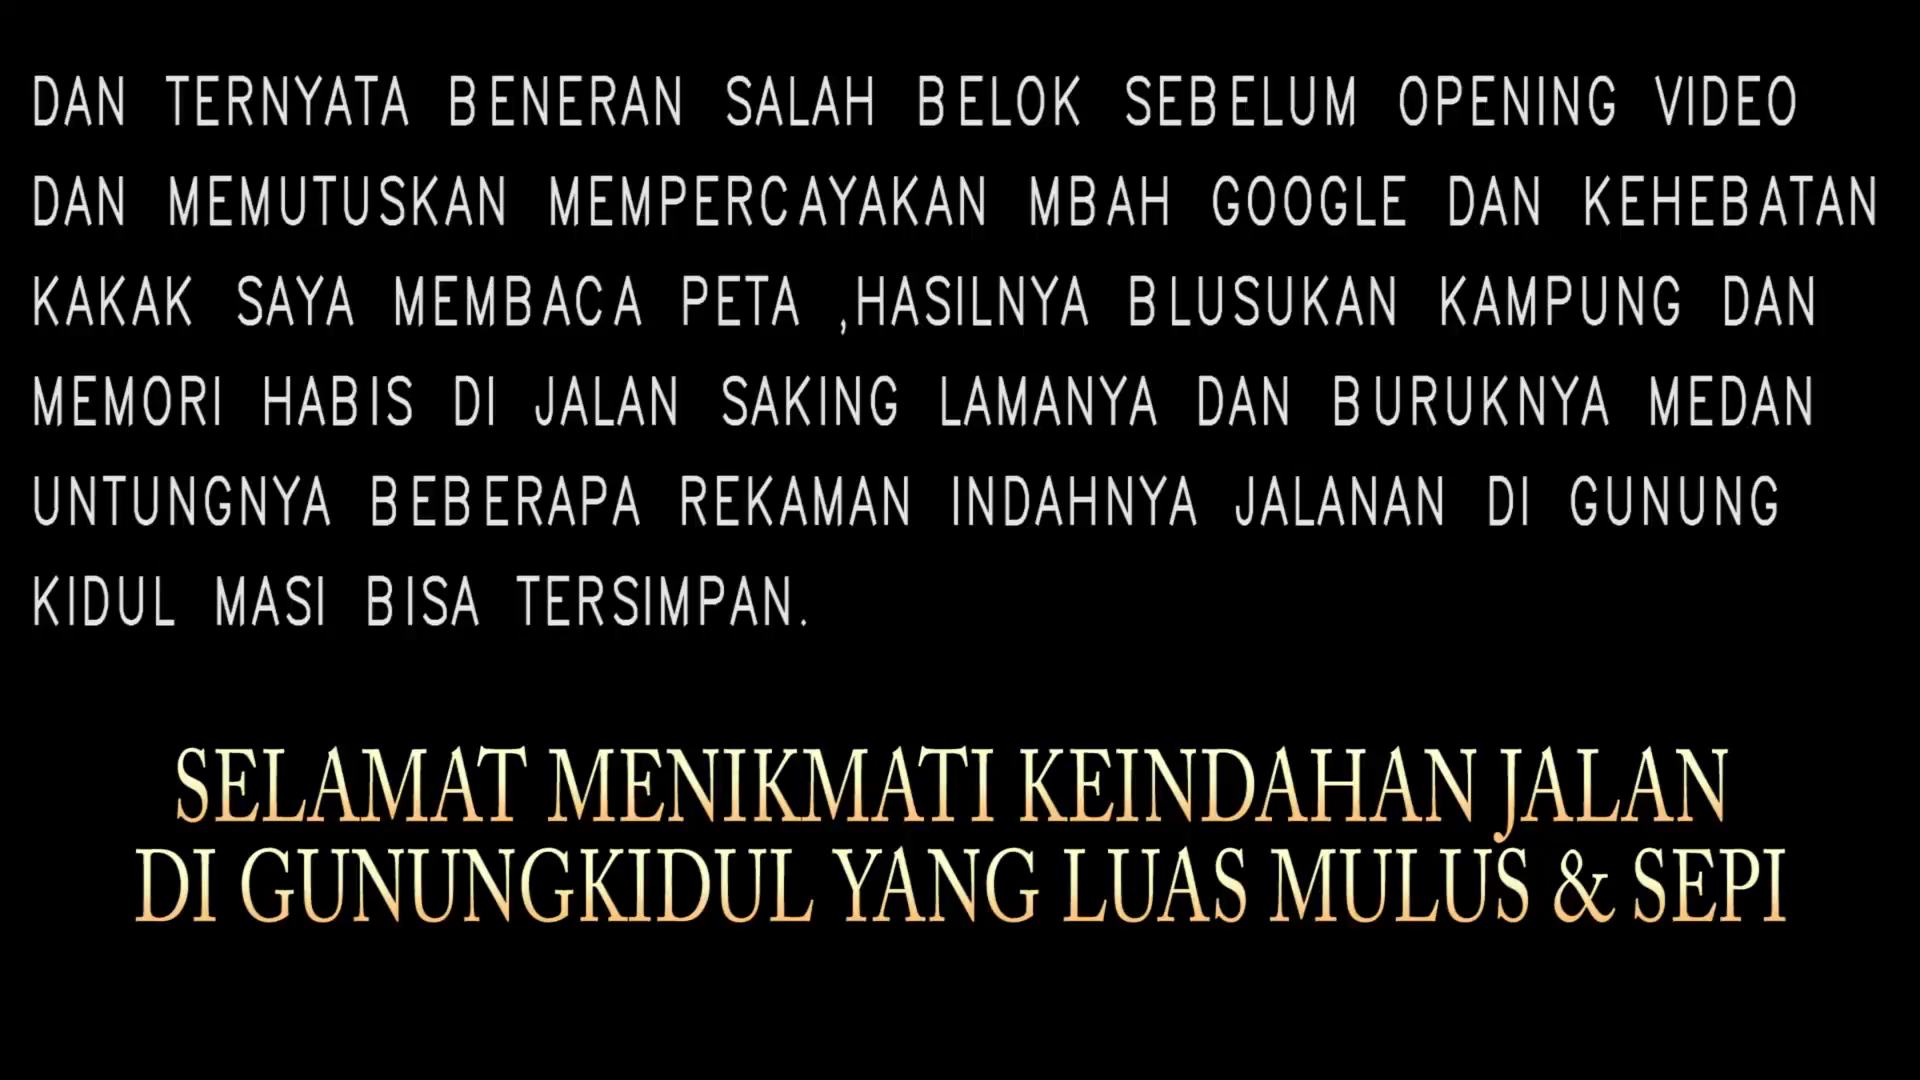 DAN TERNYATA BENERAN SALAH BELOK SEBELUM OPENING VIDEO
DAN MEMUTUSKAN MEMPERCAYAKAN MBAH GOOGLE DAN KEHEBATAN
KAKAK SAYA MEMBACA PETA ,HASILNYA BLUSUKAN KAMPUNG DAN
MEMORI HABIS DI JALAN SAKING LAMANYA DAN BURUKNYA MEDAN
UNTUNGNYA BEBERAPA REKAMAN INDAHNYA JALANAN DI GUNUNG
KIDUL MASI BISA TERSIMPAN.
SELAMAT MENIKMATI KEINDAHAN JALAN
DI GUNUNGKIDUL YANG LUAS MULUS & SEPI